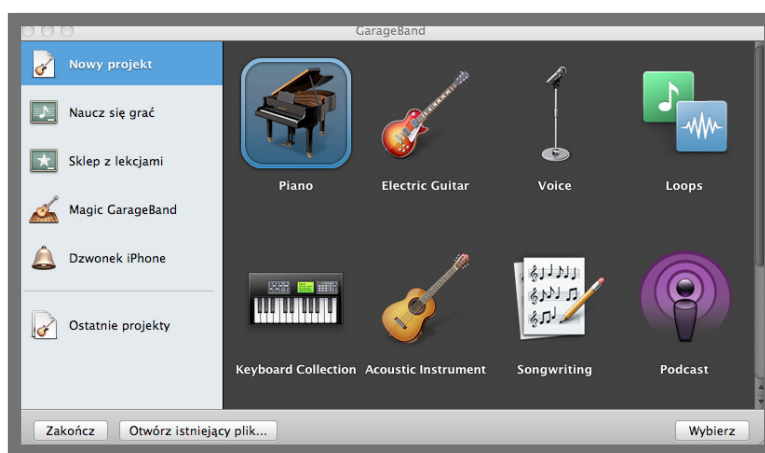 GarageBand
Nowy projekt
Naucz się grać
Sklep z lekcjami
Magic GarageBand
Dzwonek iPhone
Ostatnie projekty
Piano
Electric Guitar
Voice
Loops
Keyboard Collection
Acoustic Instrument
Songwriting
Podcast
Zakończ
Otwórz istniejący plik...
Wybierz